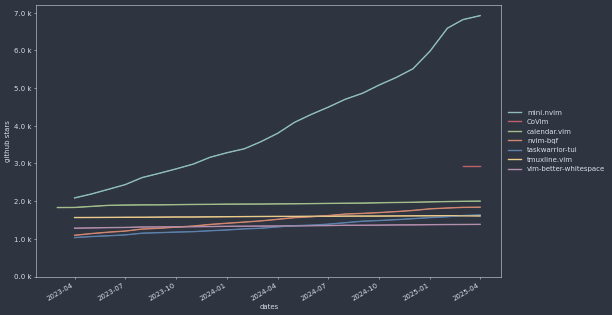 7.0 k
6.0 k
5.0 k
4.0 k
3.0 k
2.0 k
1.0 k
0.0 k
github stars
2023-04
2023-07
2023-10
2024-01
2024-04
2024-07
2024-10
2025-01
2025-04
dates
mini.nvim
CoVim
calendar.vim
nvim-bqf
taskwarrior-tui
tmuxline.vim
vim-better-whitespace